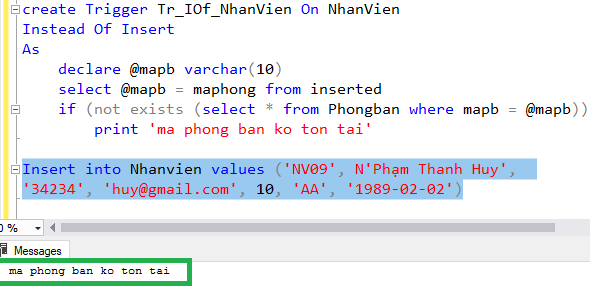 create Trigger Tr_IOf_NhanVien On NhanVien
Instead Of Insert
As
declare @mapb varchar(10)
select @mapb = maphong from inserted
if (not exists (select * from Phongban where mapb = @mapb))
print 'ma phong ban ko ton tai'
Insert into Nhanvien values ('NV09', N'Phạm Thanh Huy',
'34234', 'huy@gmail.com', 10, 'AA', '1989-02-02')
0 %
Messages
ma phong ban ko ton tai